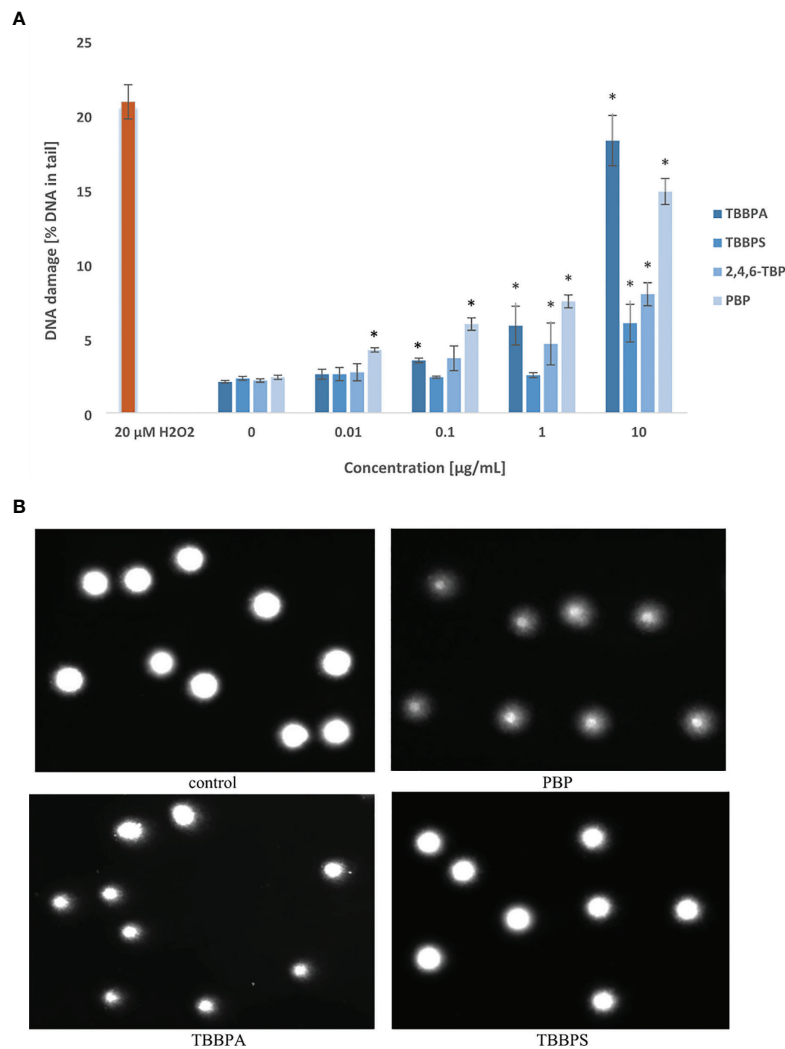 A
DNA damage [% DNA in tail]
25
20
15
10
5
0
* * * * * * * * * * *
TBBPA
TBBPS
2,4,6-TBP
PBP
20 µM H2O2 0 0.01 0.1 1 10
Concentration [µg/mL]
B
control PBP
TBBPA TBBPS